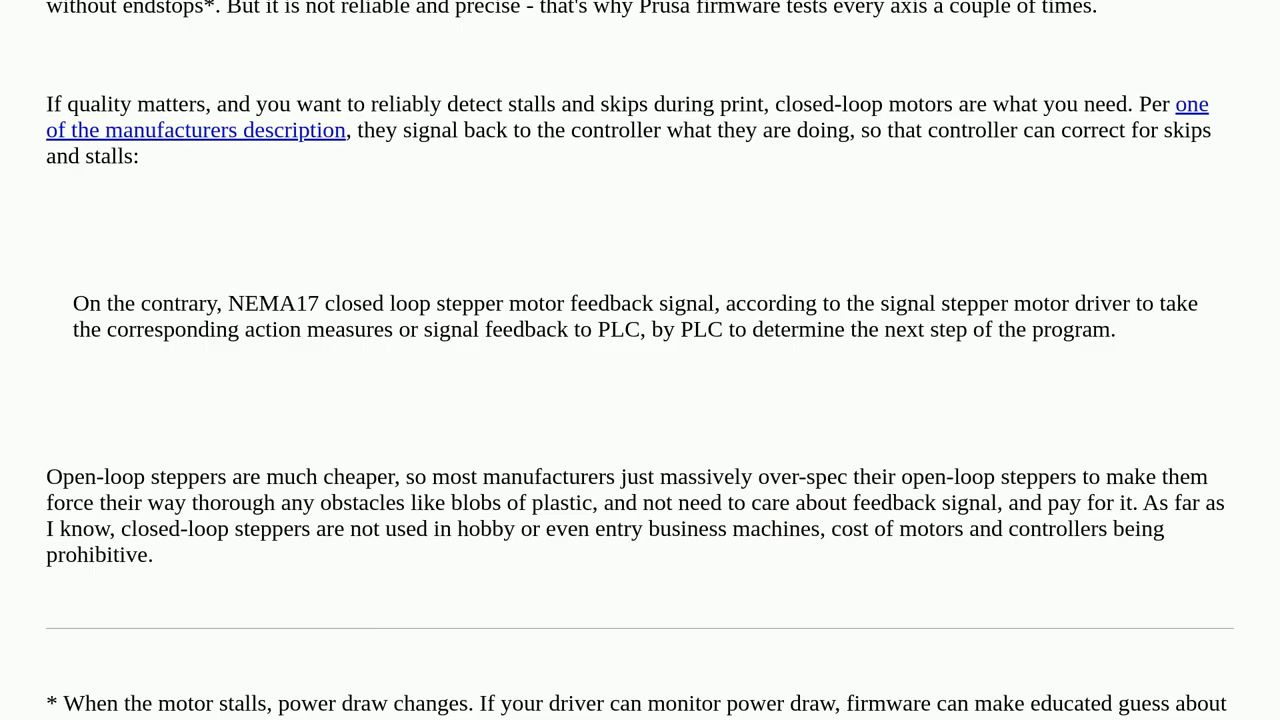 without endstops*. But it is not reliable and precise - that's why Prusa firmware tests every axis a couple of times.
If quality matters, and you want to reliably detect stalls and skips during print, closed-loop motors are what you need. Per one
of the manufacturers description, they signal back to the controller what they are doing, so that controller can correct for skips
and stalls:
On the contrary, NEMA17 closed loop stepper motor feedback signal, according to the signal stepper motor driver to take
the corresponding action measures or signal feedback to PLC, by PLC to determine the next step of the program.
Open-loop steppers are much cheaper, so most manufacturers just massively over-spec their open-loop steppers to make them
force their way thorough any obstacles like blobs of plastic, and not need to care about feedback signal, and pay for it. As far as
I know, closed-loop steppers are not used in hobby or even entry business machines, cost of motors and controllers being
prohibitive.
* When the motor stalls, power draw changes. If your driver can monitor power draw, firmware can make educated guess about